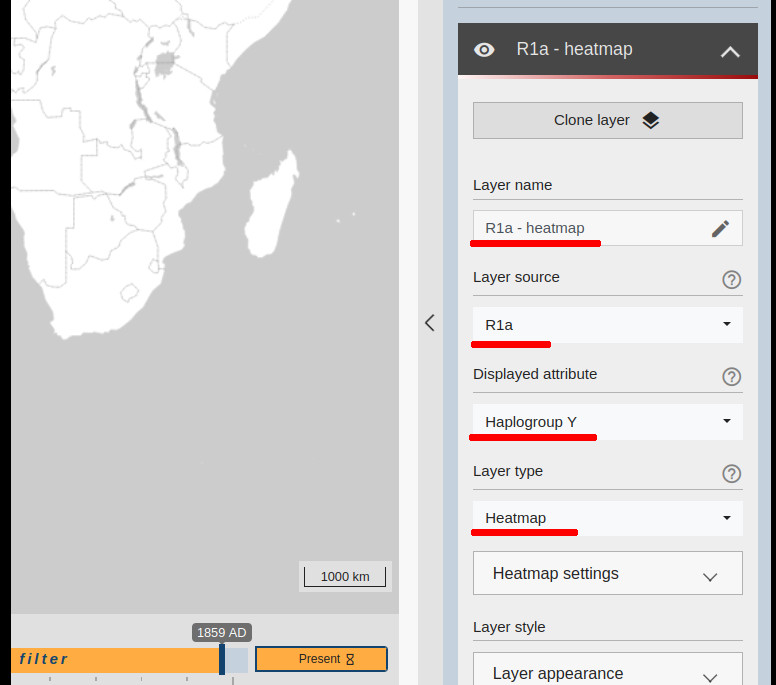 R1a - heatmap
Clone layer
Layer name
R1a - heatmap
Layer source
R1a
Displayed attribute
Haplogroup Y
Layer type
Heatmap
Heatmap settings
Layer style
Layer appearance
1000 km
1859 AD
filter
Present